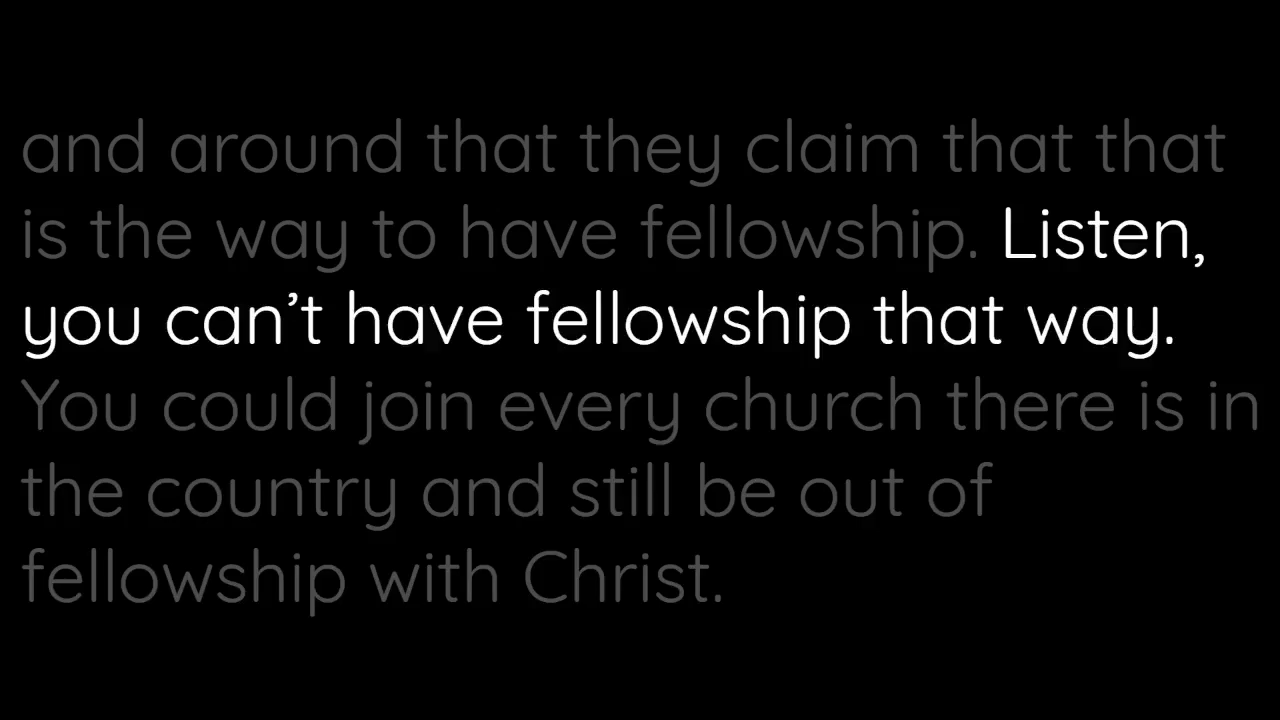 and around that they claim that that
is the way to have fellowship. Listen,
you can’t have fellowship that way.
You could join every church there is in
the country and still be out of
fellowship with Christ.